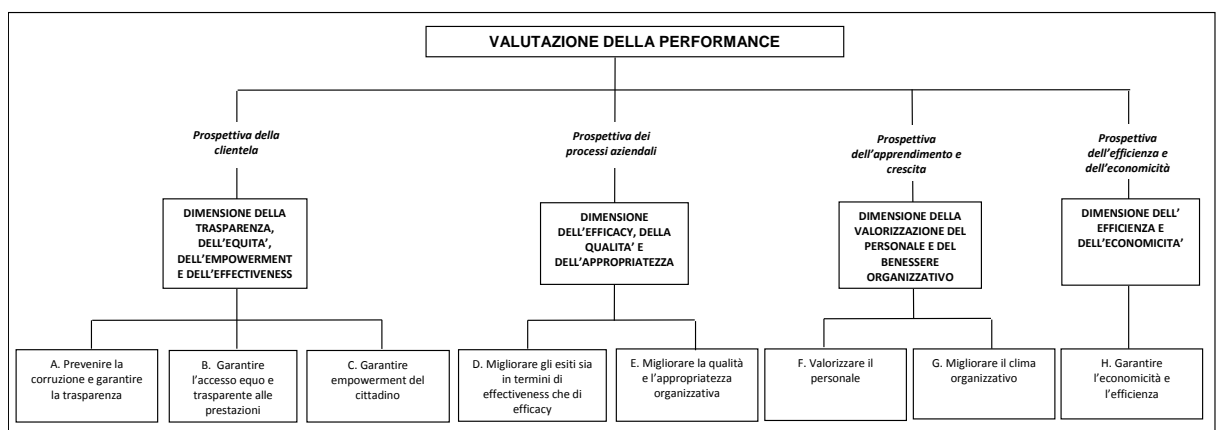 VALUTAZIONE DELLA PERFORMANCE
Prospettiva della
clientela
Prospettiva dei
processi aziendali
Prospettiva
dell'apprendimento e
crescita
Prospettiva
dell'efficienza e
dell'economicità
DIMENSIONE DELLA
TRASPARENZA,
DELL'EQUITA',
DELL'EMPOWERMENT
E DELL'EFFECTIVENESS
DIMENSIONE
DELL'EFFICACY, DELLA
QUALITA' E
DELL'APPROPRIATEZZA
DIMENSIONE DELLA
VALORIZZAZIONE DEL
PERSONALE E DEL
BENESSERE
ORGANIZZATIVO
DIMENSIONE DELL'
EFFICIENZA E
DELL'ECONOMICITA'
A. Prevenire la
corruzione e garantire
la trasparenza
B. Garantire
l'accesso equo e
trasparente alle
prestazioni
C. Garantire
empowerment del
cittadino
D. Migliorare gli esiti sia
in termini di
effectiveness che di
efficacy
E. Migliorare la qualità
e l'appropriatezza
organizzativa
F. Valorizzare il
personale
G. Migliorare il clima
organizzativo
H. Garantire
l'economicità e
l'efficienza